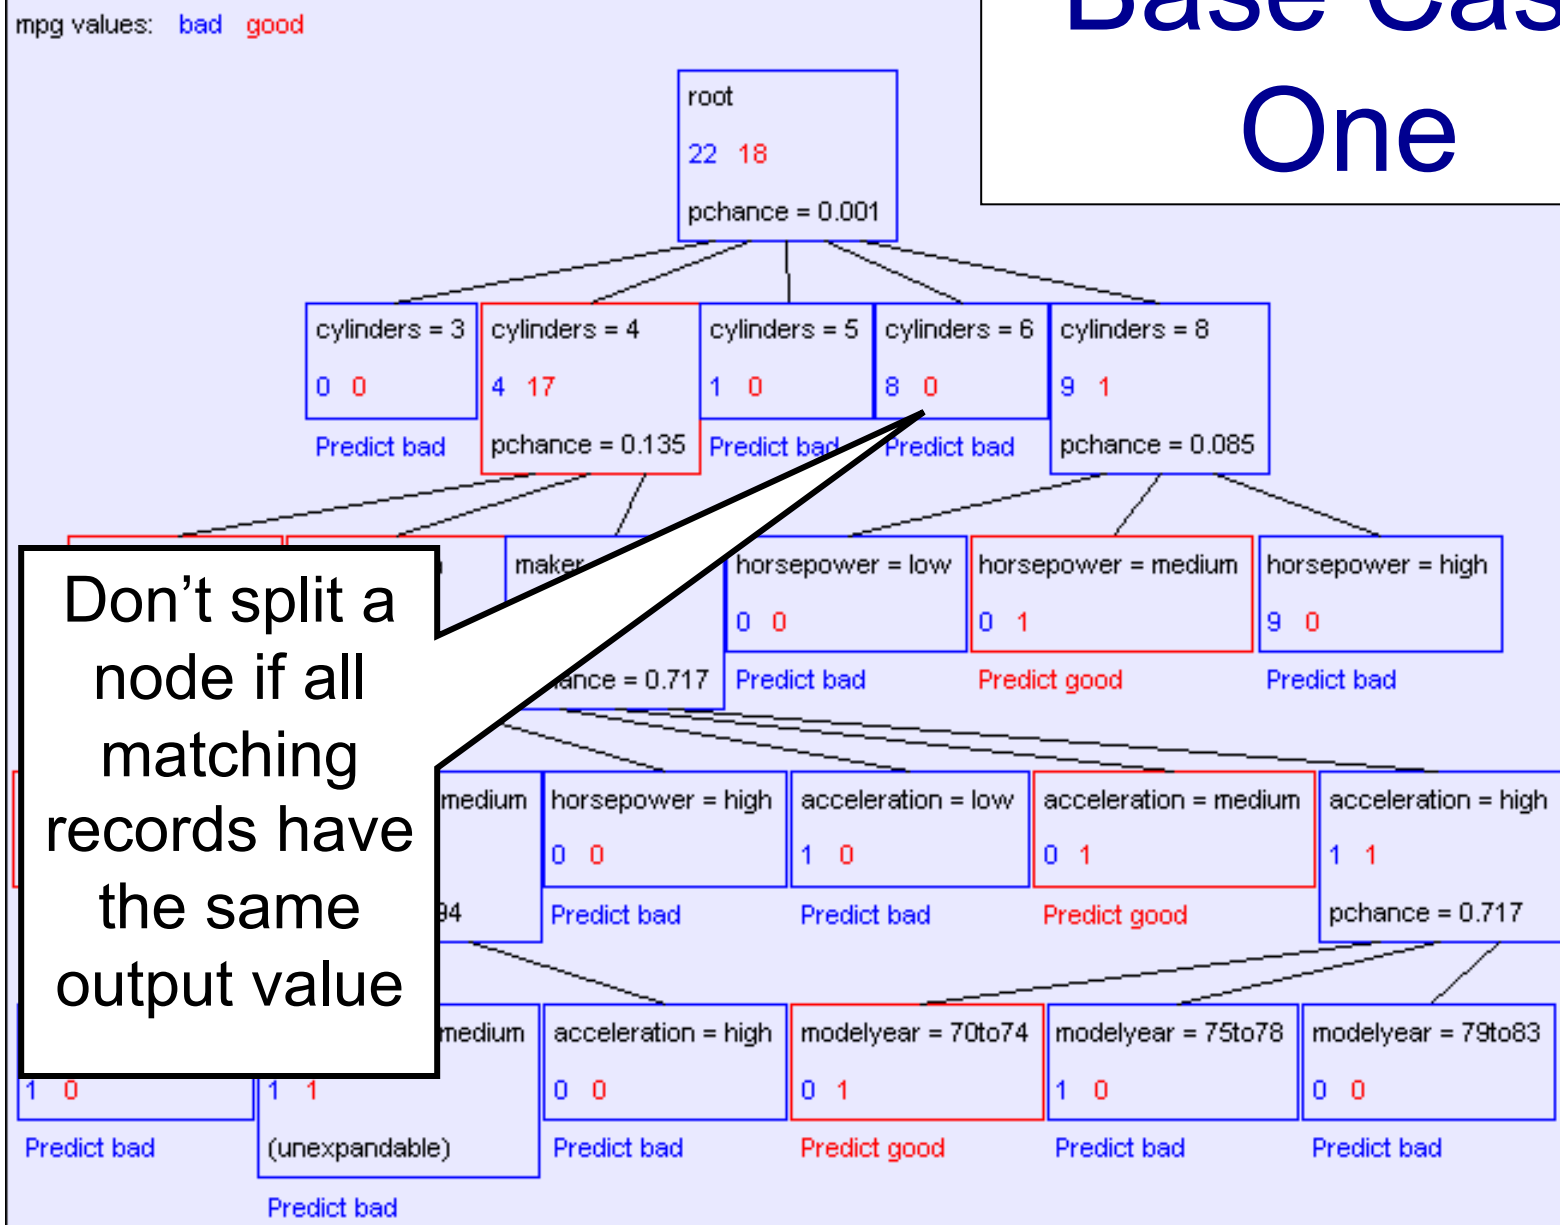 Base Cas
One
mpg values: bad good
root
22 18
pchance = 0.001
cylinders = 3 cylinders = 4 cylinders = 5 cylinders = 6 cylinders = 8
0 0 4 17 1 0 8 0 9 1
Predict bad pchance = 0.135 Predict bad Predict bad pchance = 0.085
maker horsepower = low horsepower = medium horsepower = high
0 0 0 1 9 0
ance = 0.717 Predict bad Predict good Predict bad
Don't split a
node if all
matching
records have
the same
output value
medium horsepower = high acceleration = low acceleration = medium acceleration = high
0 0 1 0 0 1 1 1
94 Predict bad Predict bad Predict good pchance = 0.717
medium acceleration = high modelyear = 70to74 modelyear = 75to78 modelyear = 79to83
1 0 1 1 0 0 0 1 1 0 0 0
Predict bad (unexpandable) Predict bad Predict good Predict bad Predict bad
Predict bad